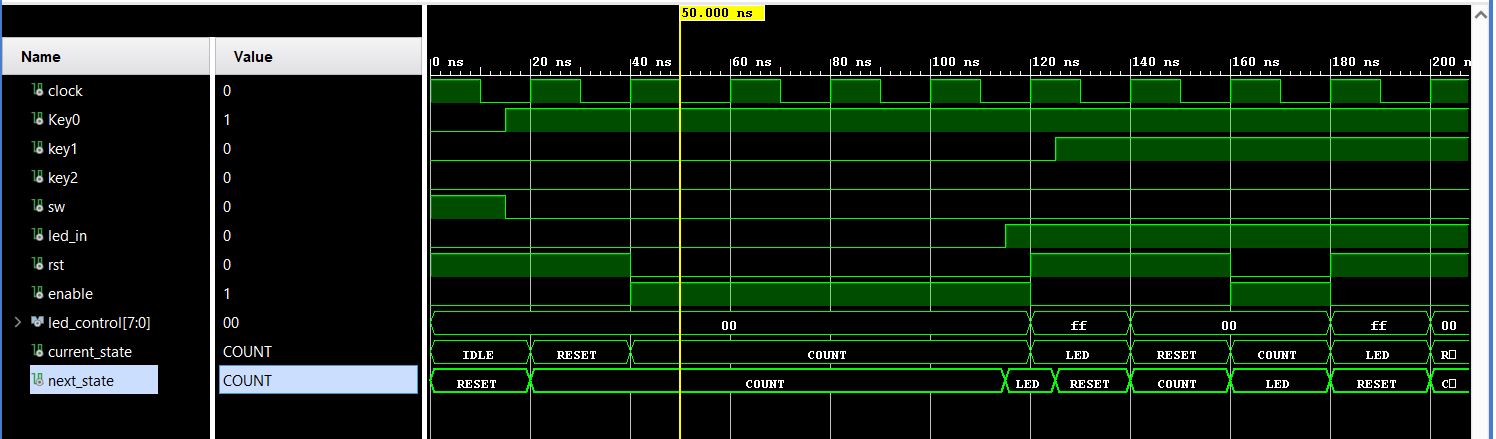 50.000 ns
Name Value
0 ns 20 ns 40 ns 60 ns 80 ns 100 ns 120 ns 140 ns 160 ns 180 ns 200 n
clock 0
Key0 1
key1 0
key2 0
sw 0
led_in 0
rst 0
enable 1
led_control[7:0] 00 00 ff 00 ff 00
current_state COUNT IDLE RESET COUNT LED RESET COUNT LED R
next_state COUNT RESET COUNT LED RESET COUNT LED RESET C